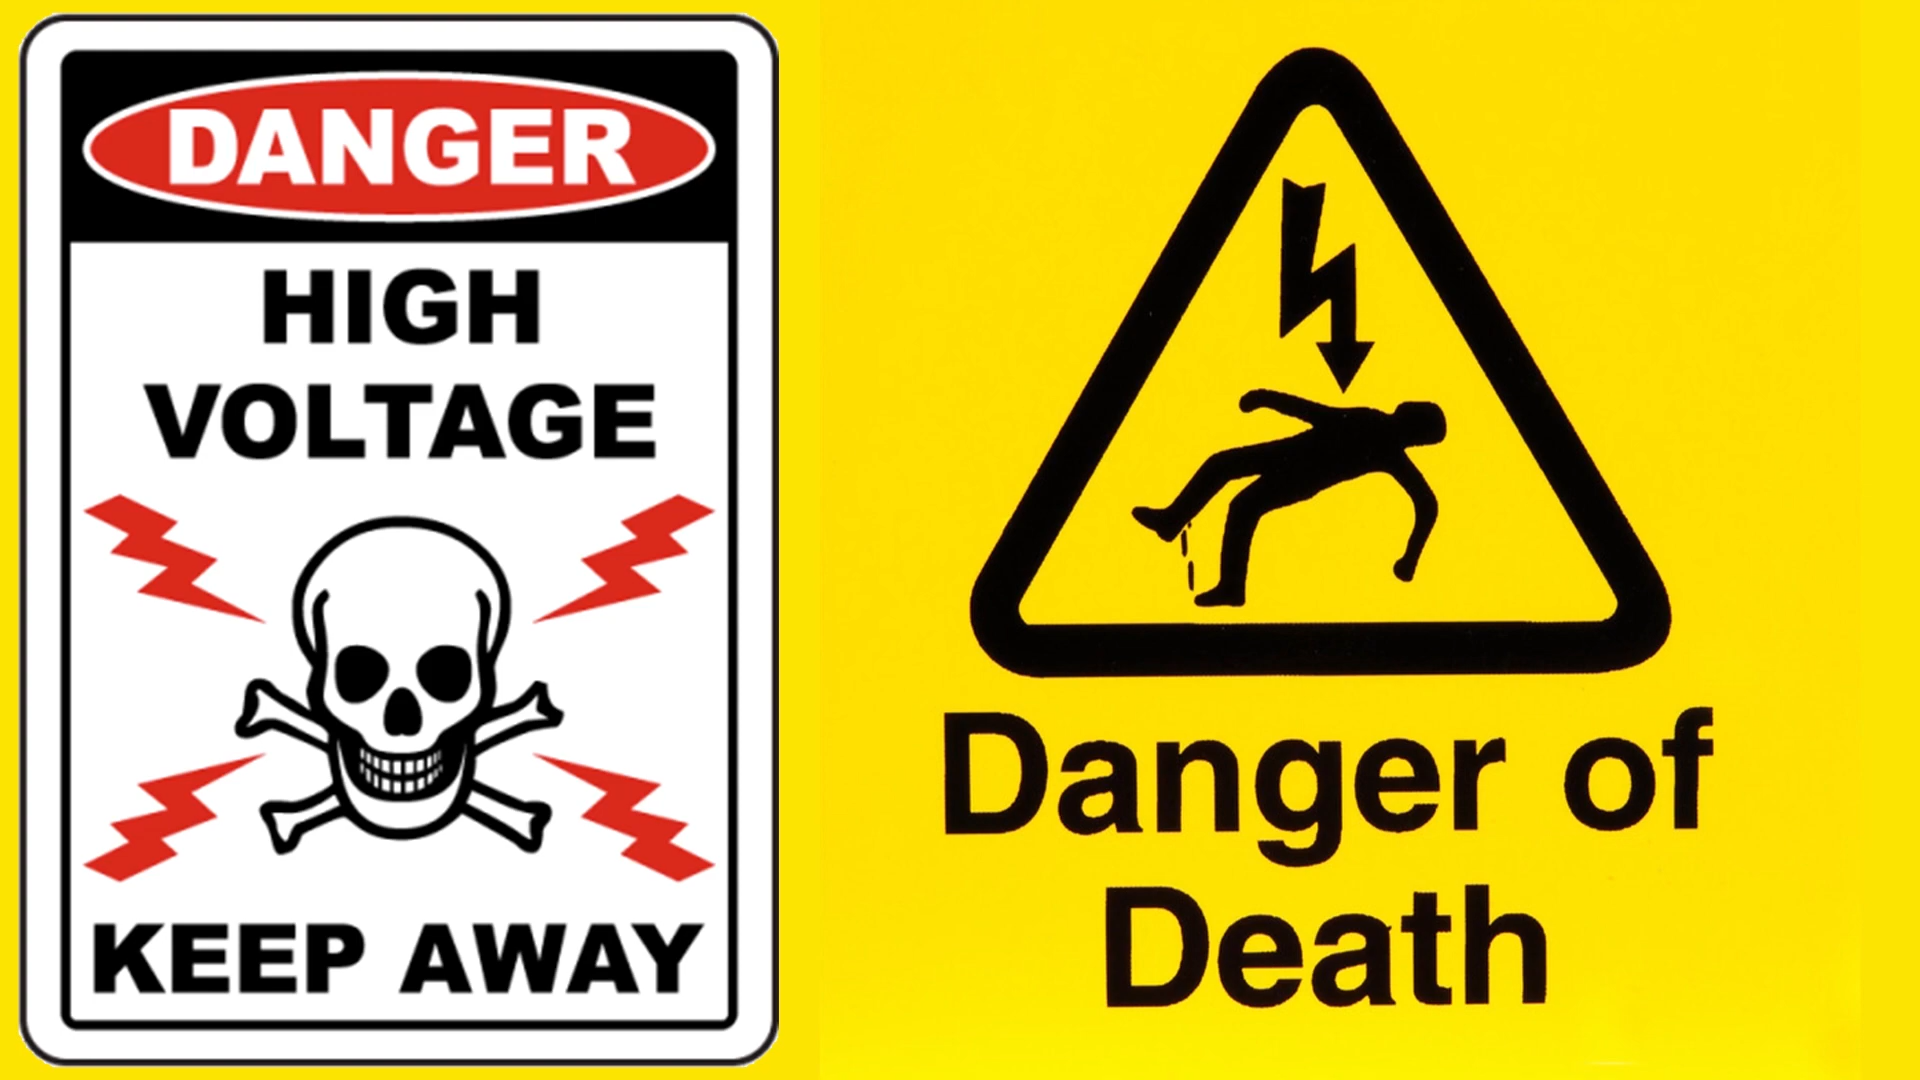 DANGER
HIGH
VOLTAGE
KEEP AWAY
Danger of
Death